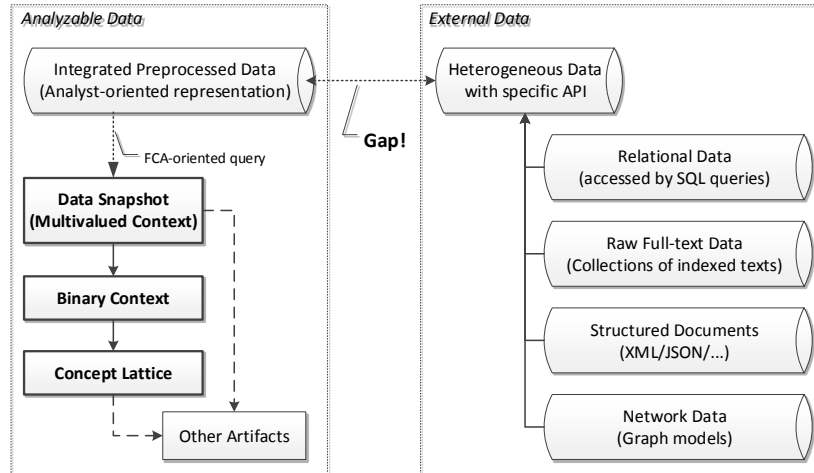 Analyzable Data
Integrated Preprocessed Data
(Analyst-oriented representation)
FCA-oriented query
Data Snapshot
(Multivalued Context)
Binary Context
Concept Lattice
Other Artifacts
Gap!
External Data
Heterogeneous Data
with specific API
Relational Data
(accessed by SQL queries)
Raw Full-text Data
(Collections of indexed texts)
Structured Documents
(XML/JSON/...)
Network Data
(Graph models)